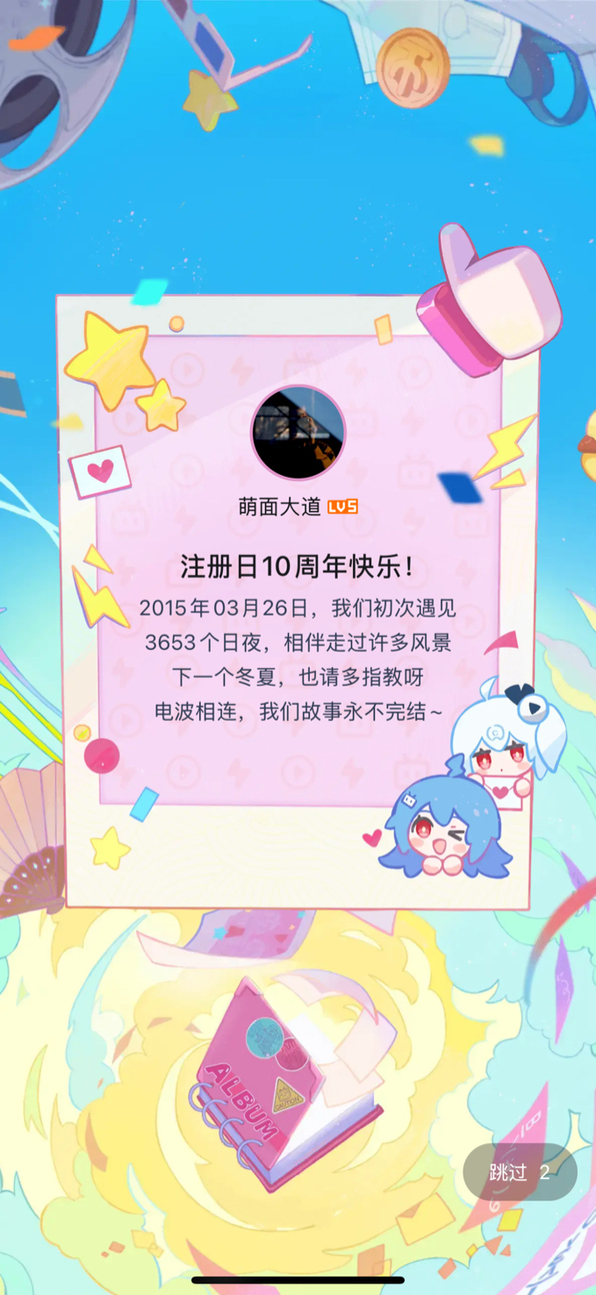 萌面大道 LV5
注册日10周年快乐！
2015年03月26日，我们初次遇见
3653个日夜，相伴走过许多风景
下一个冬夏，也请多指教呀
电波相连，我们故事永不完结~
ALBUM
跳过 2